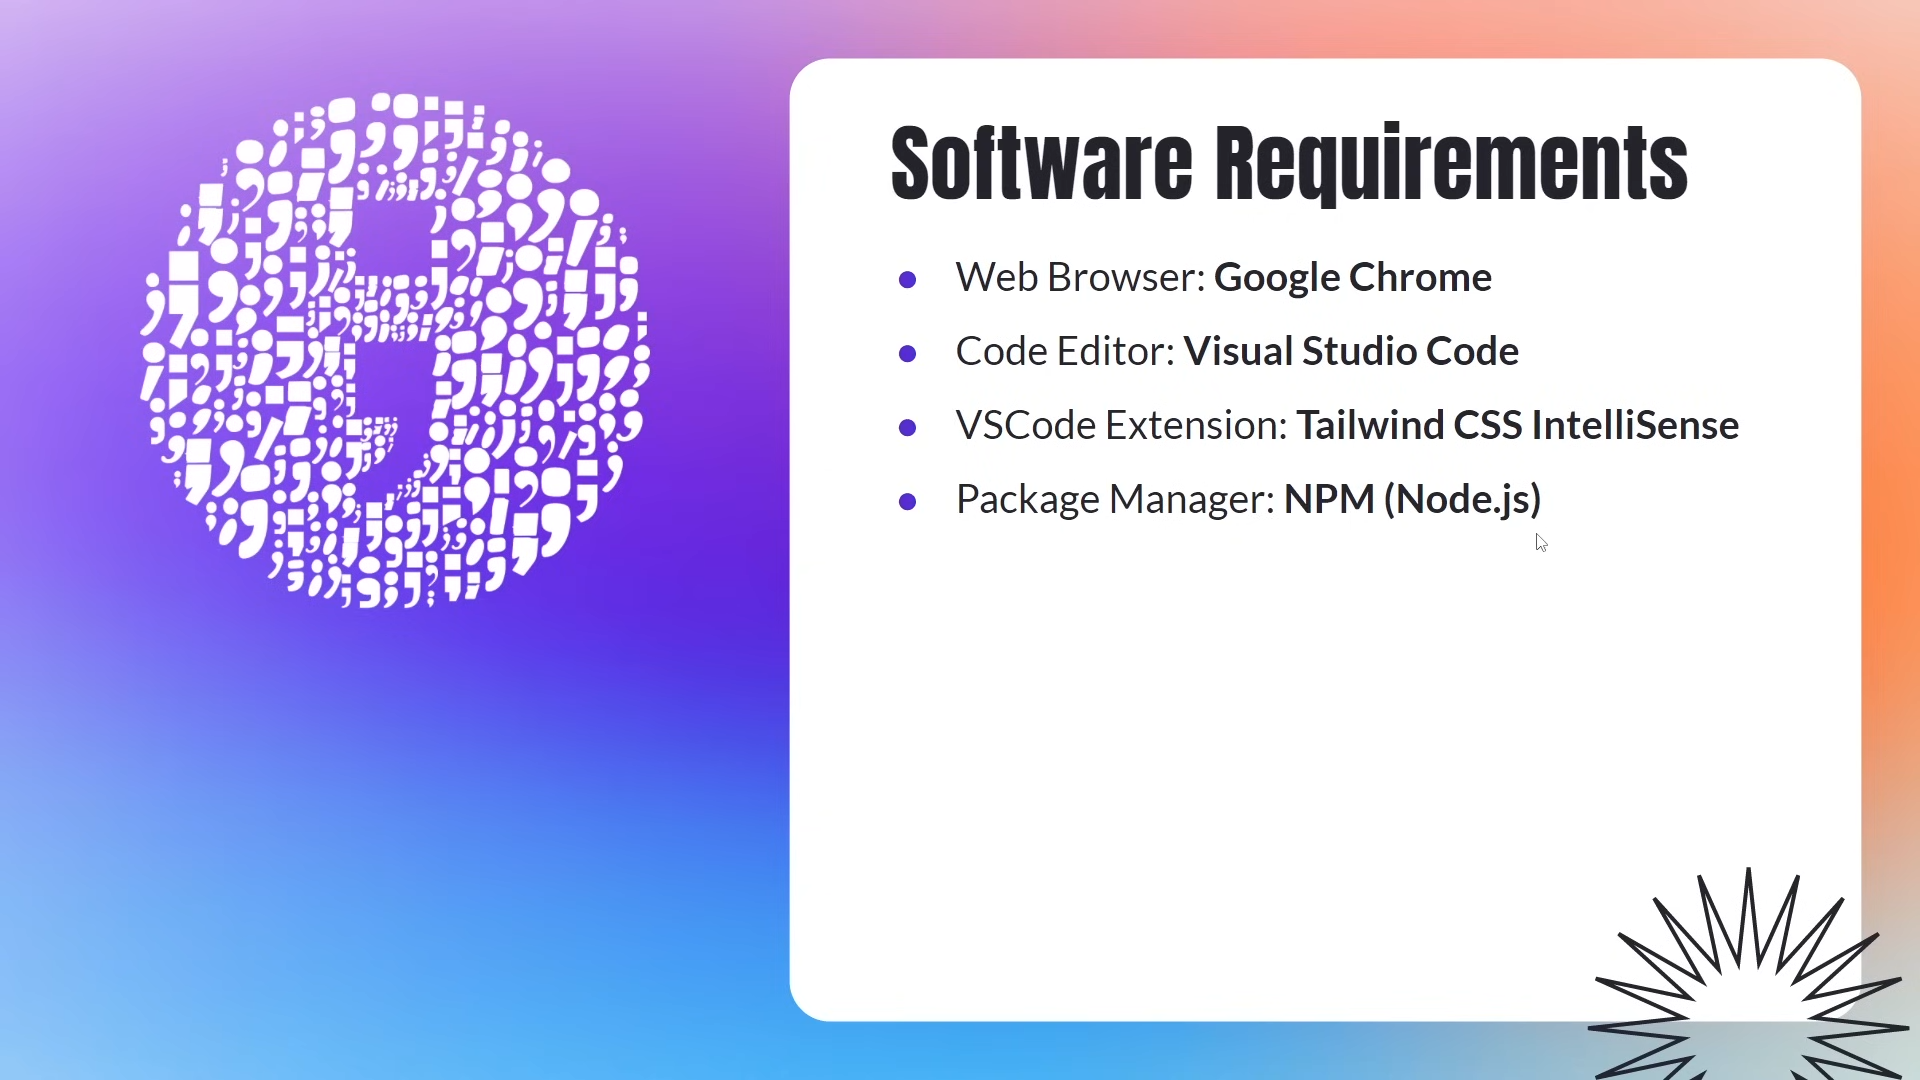 Software Requirements
Web Browser: Google Chrome
Code Editor: Visual Studio Code
VSCode Extension: Tailwind CSS IntelliSense
Package Manager: NPM (Node.js)